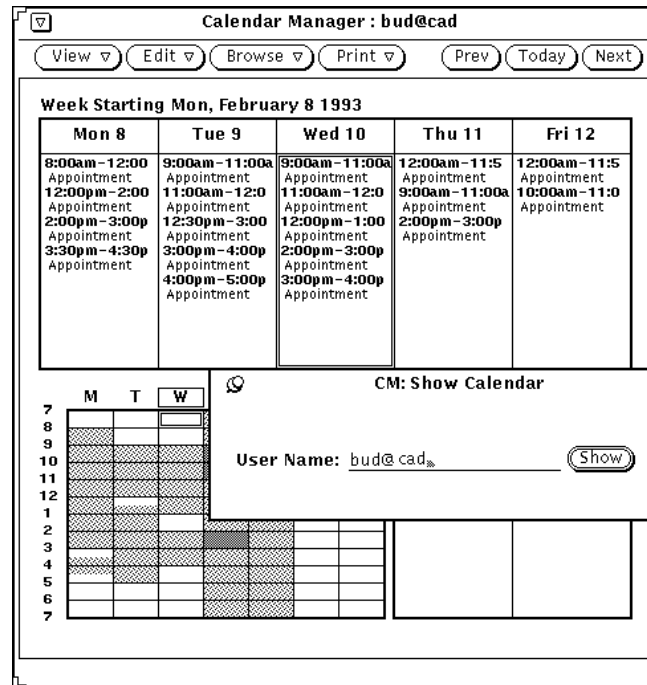 Calendar Manager : bud@cad
View Edit Browse Print Prev Today Next
Week Starting Mon, February 8 1993
Mon 8 Tue 9 Wed 10 Thu 11 Fri 12
8:00am-12:00 9:00am-11:00a 9:00am-11:00a 12:00am-11:5 12:00am-11:5
Appointment Appointment Appointment Appointment Appointment
12:00pm-2:00 11:00am-12:0 11:00am-12:0 9:00am-11:00a 10:00am-11:0
Appointment Appointment Appointment Appointment Appointment
2:00pm-3:00p 12:30pm-3:00 12:00pm-1:00 2:00pm-3:00p
Appointment Appointment Appointment Appointment
3:30pm-4:30p 3:00pm-4:00p 2:00pm-3:00p
Appointment Appointment Appointment
4:00pm-5:00p 3:00pm-4:00p
Appointment Appointment
CM: Show Calendar
M T W
7
8
9
User Name: bud@cad Show
10
11
12
1
2
3
4
5
6
7